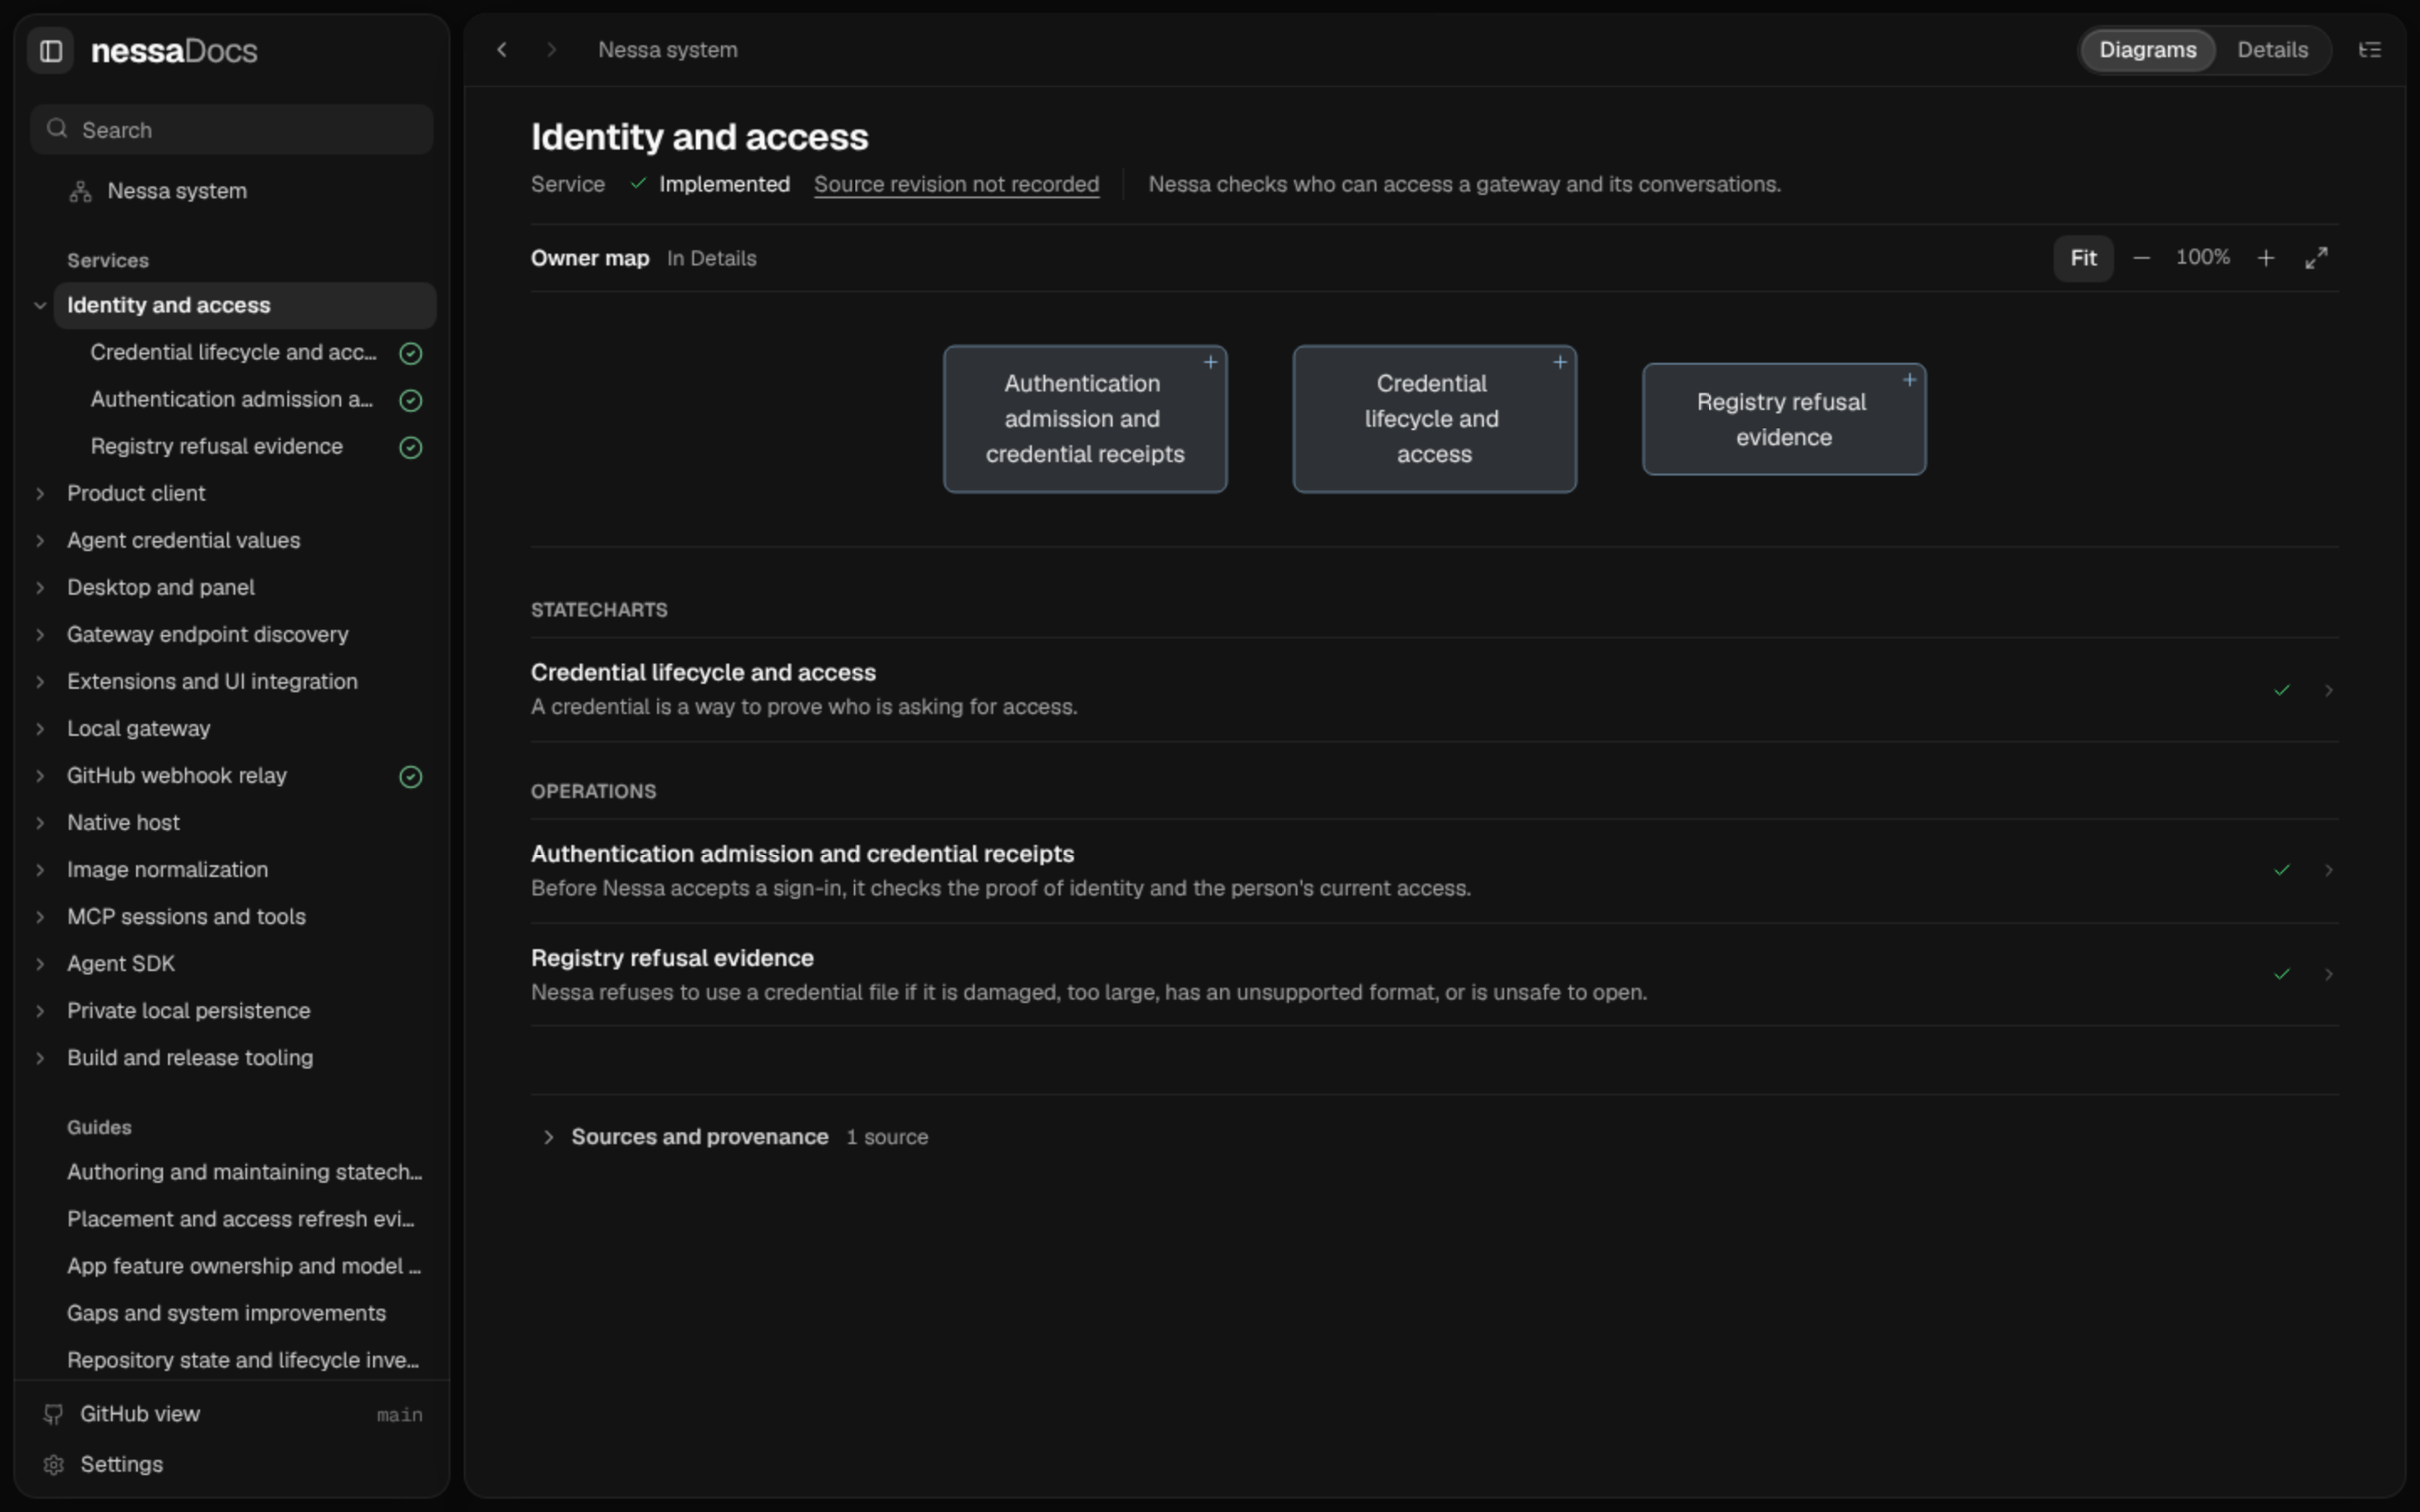 nessaDocs
Search
Nessa system
Services
Identity and access
Credential lifecycle and acc...
Authentication admission a...
Registry refusal evidence
Product client
Agent credential values
Desktop and panel
Gateway endpoint discovery
Extensions and UI integration
Local gateway
GitHub webhook relay
Native host
Image normalization
MCP sessions and tools
Agent SDK
Private local persistence
Build and release tooling
Guides
Authoring and maintaining statech...
Placement and access refresh evi...
App feature ownership and model ...
Gaps and system improvements
Repository state and lifecycle inve...
GitHub view main
Settings
Nessa system
Diagrams Details
Identity and access
Service Implemented Source revision not recorded Nessa checks who can access a gateway and its conversations.
Owner map In Details
Fit − 100% +
Authentication
admission and
credential receipts
Credential
lifecycle and
access
Registry refusal
evidence
STATECHARTS
Credential lifecycle and access
A credential is a way to prove who is asking for access.
OPERATIONS
Authentication admission and credential receipts
Before Nessa accepts a sign-in, it checks the proof of identity and the person's current access.
Registry refusal evidence
Nessa refuses to use a credential file if it is damaged, too large, has an unsupported format, or is unsafe to open.
Sources and provenance 1 source